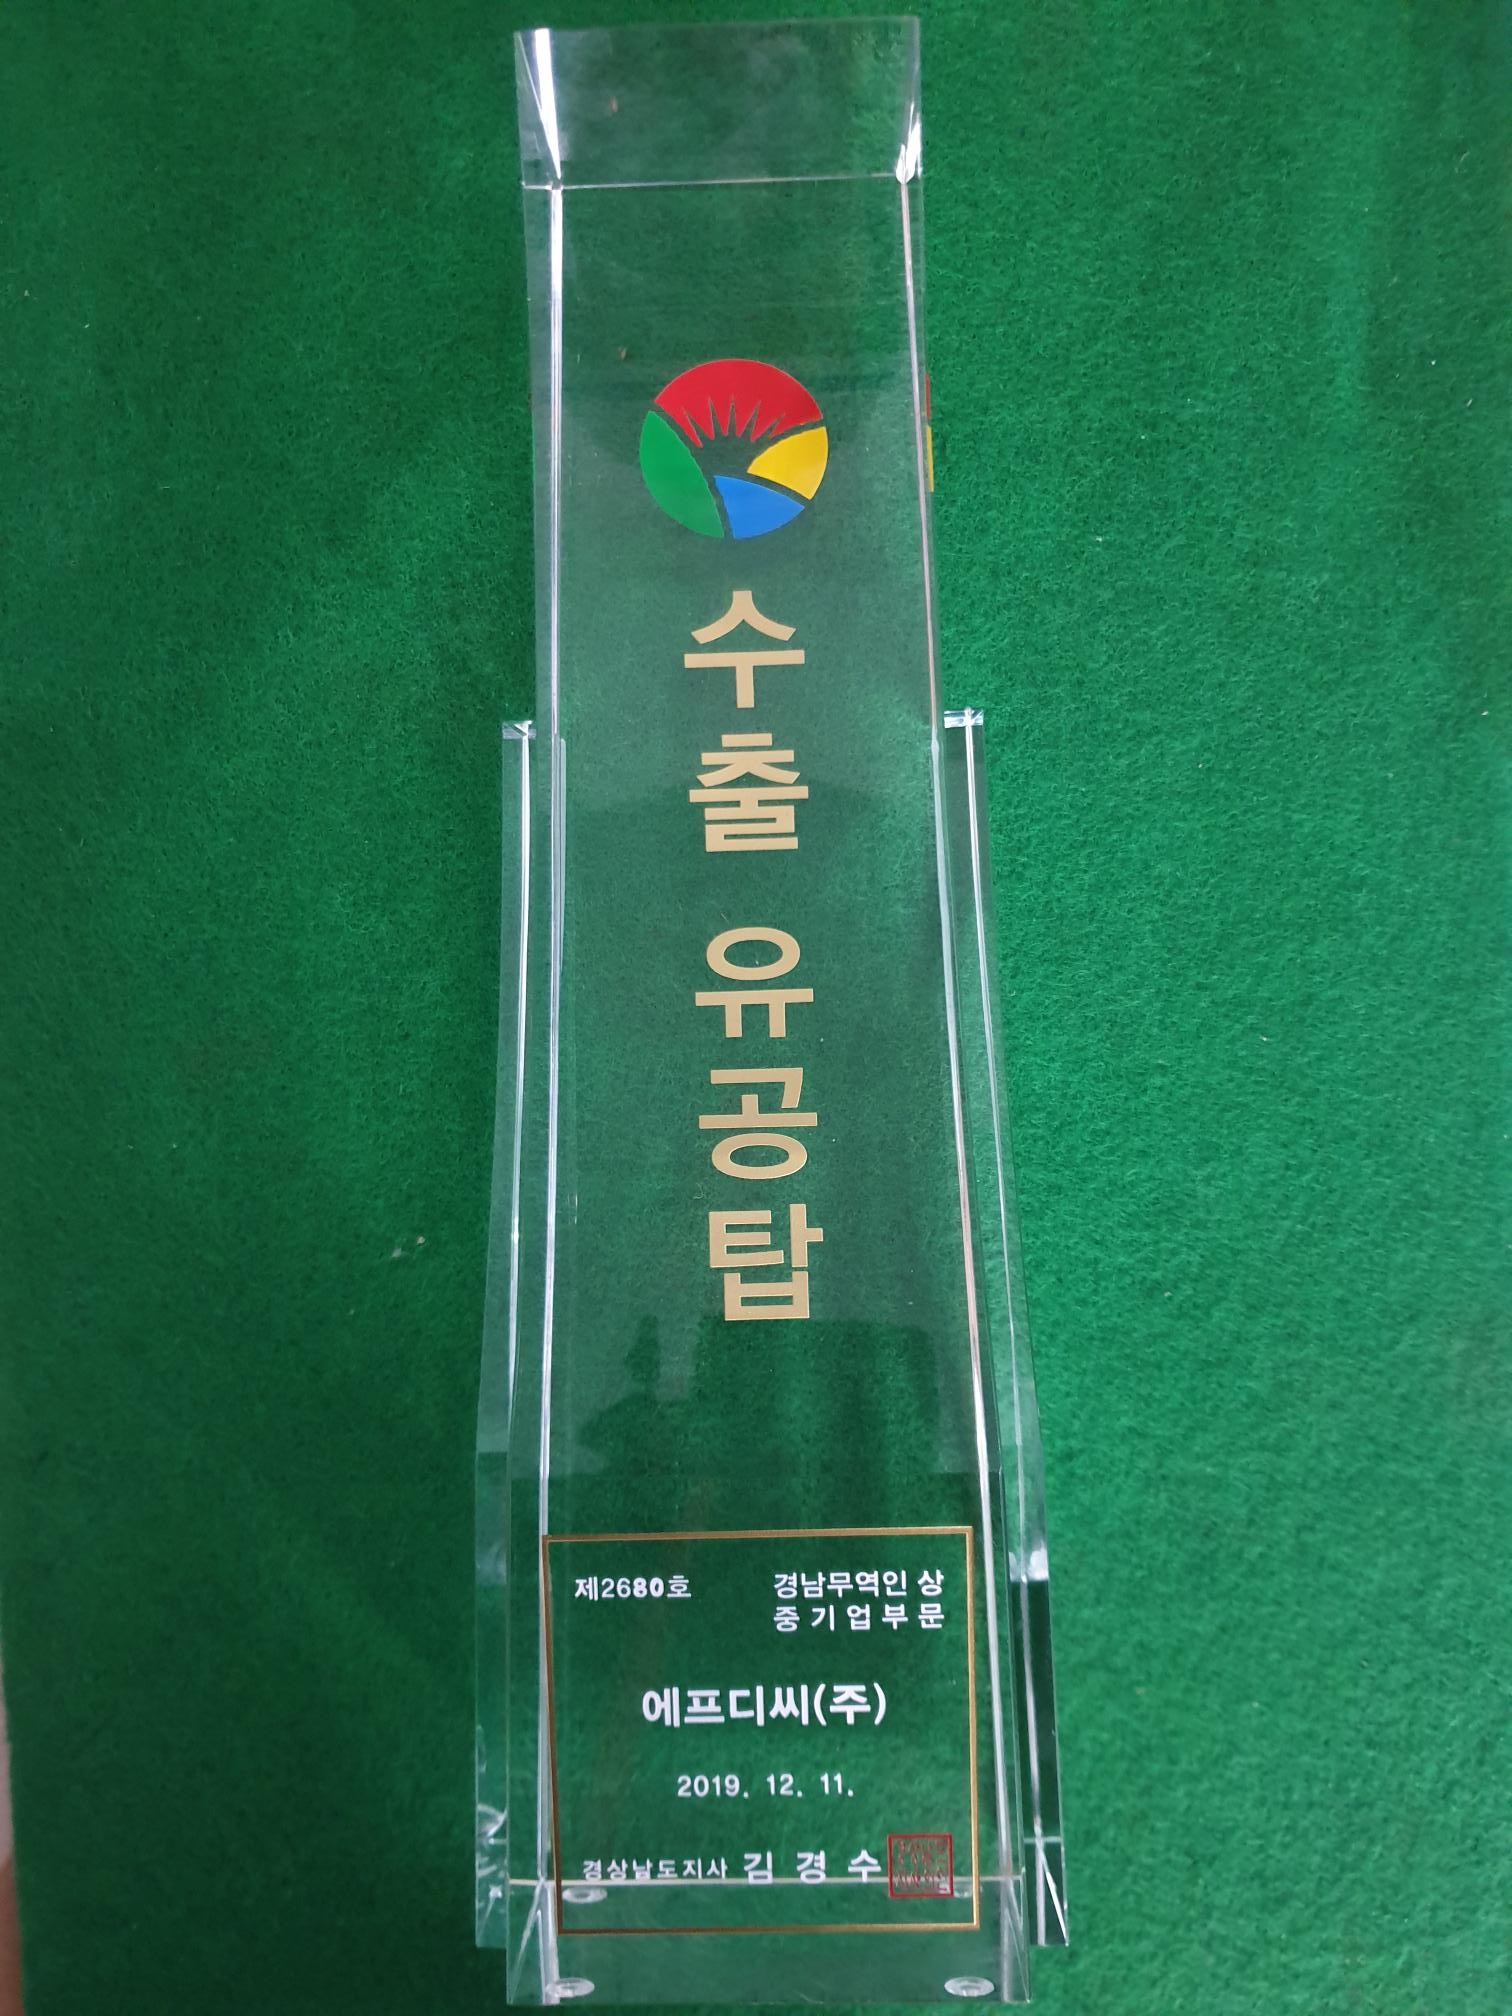 수출 유공탑
제2680호
경남무역인 상
중기업부문
에프디씨(주)
2019. 12. 11.
경상남도지사 김 경 수